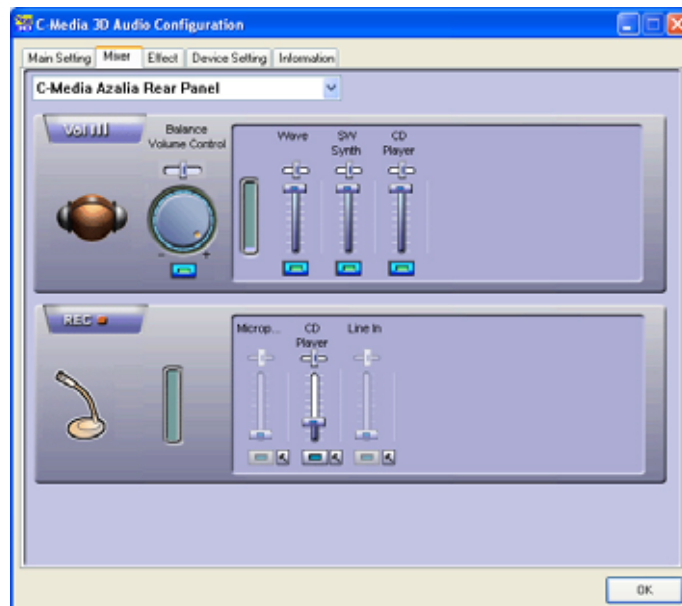 C-Media 3D Audio Configuration
Main Setting Mixer Effect Device Setting Information
C-Media Azalia Rear Panel
Vol
Balance
Volume Control
Wave
SW
Synth
CD
Player
- +
REC
Microp...
CD
Player
Line In
OK